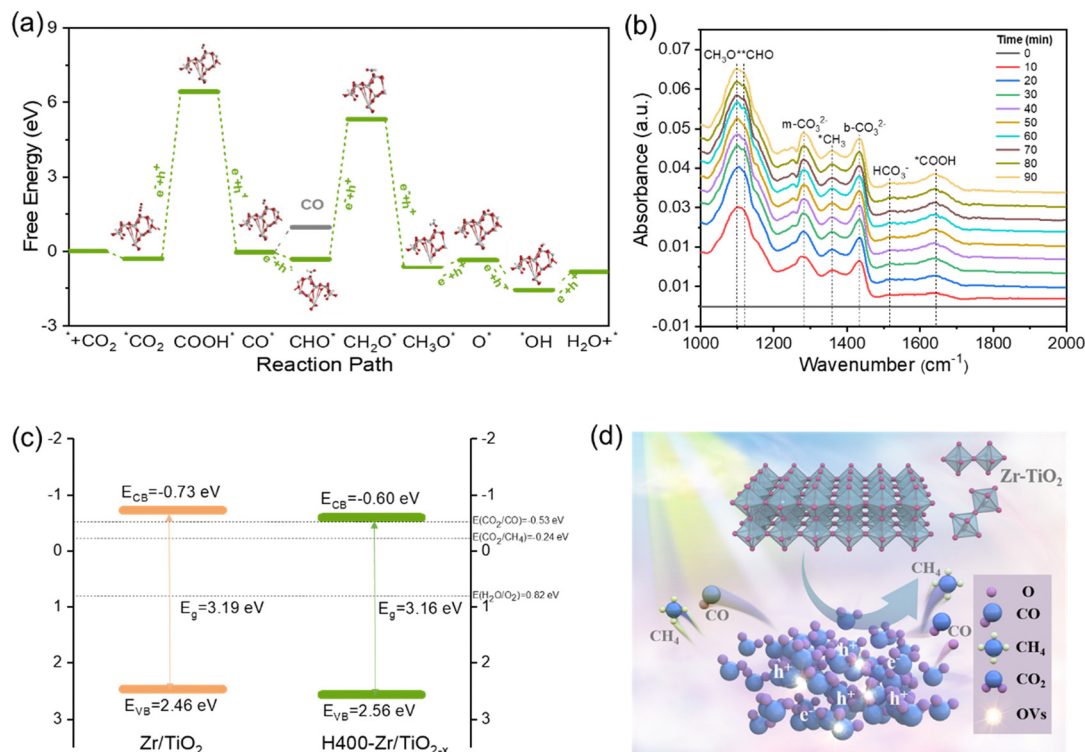 (a)
9
6
3
0
-3
Free Energy (eV)
e⁻+h⁺
e⁻+h⁺
CO
e⁻+h⁺
e⁻+h⁺
e⁻+h⁺
e⁻+h⁺
e⁻+h⁺
e⁻+h⁺
*+CO₂ *CO₂ COOH* CO* CHO* CH₂O* CH₃O* O* *OH H₂O+*
Reaction Path
(b)
0.07
0.05
0.04
0.03
0.01
-0.01
Absorbance (a.u.)
CH₃O**CHO
m-CO₃²⁻
*CH₃
b-CO₃²⁻
HCO₃⁻
*COOH
Time (min)
0
10
20
30
40
50
60
70
80
90
1000 1200 1400 1600 1800 2000
Wavenumber (cm⁻¹)
(c)
-2 -2
-1 -1
0 0
1 1
2 2
3 3
E_CB=-0.73 eV
E_CB=-0.60 eV
E(CO₂/CO)=-0.53 eV
E(CO₂/CH₄)=-0.24 eV
E(H₂O/O₂)=0.82 eV
E_g=3.19 eV
E_g=3.16 eV
E_VB=2.46 eV
E_VB=2.56 eV
Zr/TiO₂
H400-Zr/TiO₂₋ₓ
(d)
Zr-TiO₂
CH₄
CO
CH₄
CO
h⁺
h⁺
e⁻
h⁺
h⁺
e⁻
O
CO
CH₄
CO₂
OVs